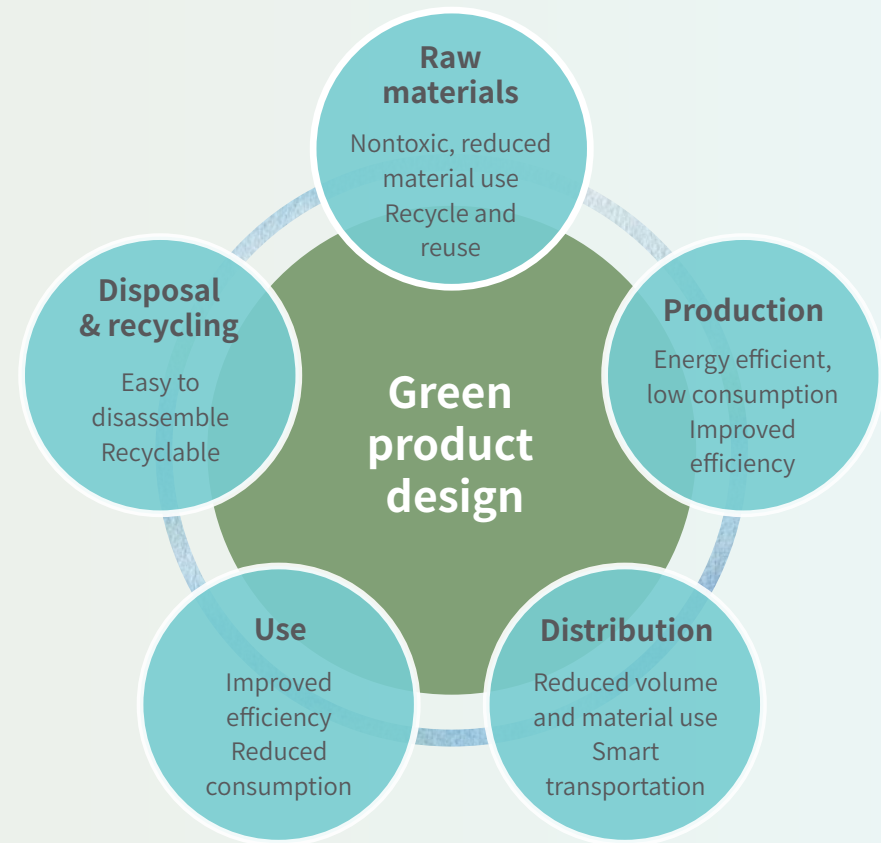 Raw
materials
Nontoxic, reduced
material use
Recycle and
reuse
Production
Energy efficient,
low consumption
Improved
efficiency
Distribution
Reduced volume
and material use
Smart
transportation
Use
Improved
efficiency
Reduced
consumption
Disposal
& recycling
Easy to
disassemble
Recyclable
Green
product
design